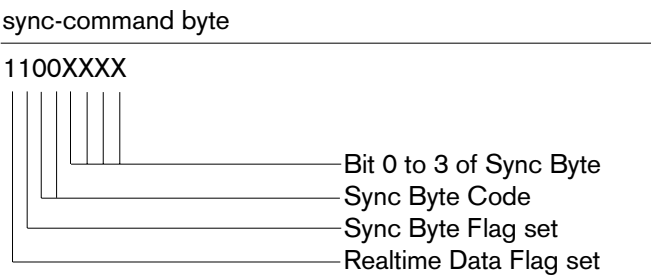 sync-command byte
1100XXXX
Bit 0 to 3 of Sync Byte
Sync Byte Code
Sync Byte Flag set
Realtime Data Flag set